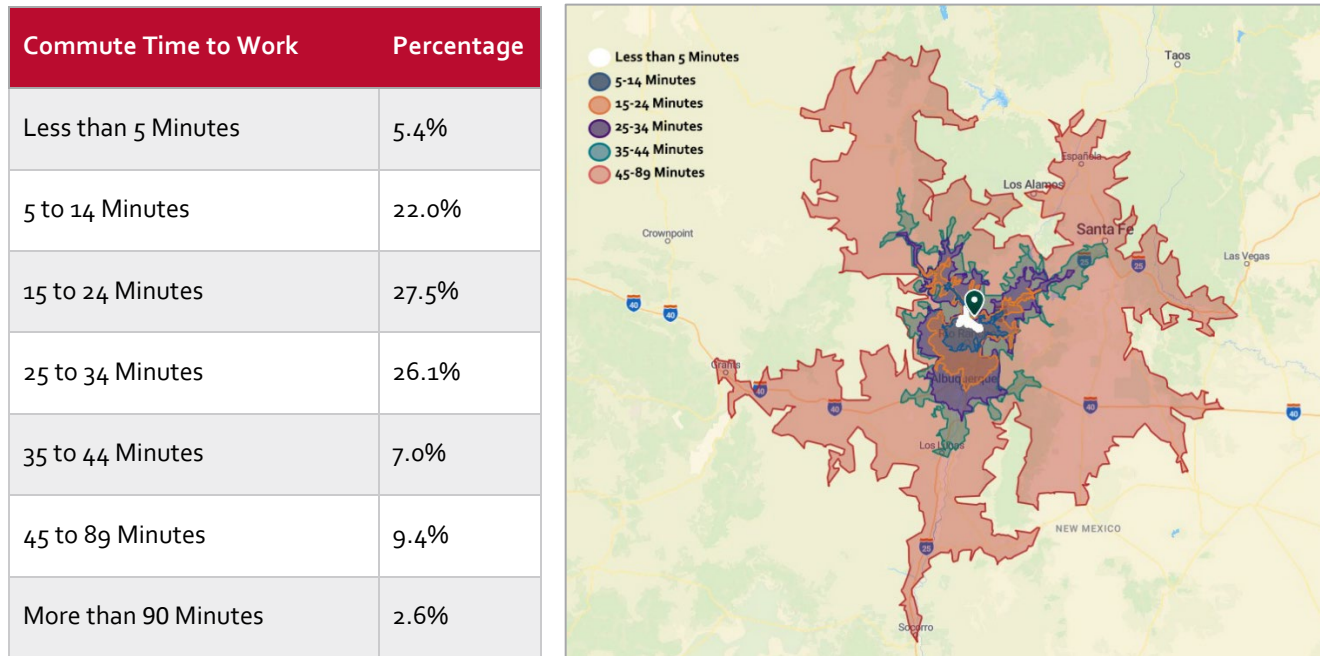 Commute Time to Work Percentage
Less than 5 Minutes 5.4%
5 to 14 Minutes 22.0%
15 to 24 Minutes 27.5%
25 to 34 Minutes 26.1%
35 to 44 Minutes 7.0%
45 to 89 Minutes 9.4%
More than 90 Minutes 2.6%
Less than 5 Minutes
5-14 Minutes
15-24 Minutes
25-34 Minutes
35-44 Minutes
45-89 Minutes
Taos
Española
Los Alamos
Santa Fe
Crownpoint
Las Vegas
25
25
40
40
Albuquerque
Grants
40
40
40
40
Los Lunas
NEW MEXICO
25
Socorro